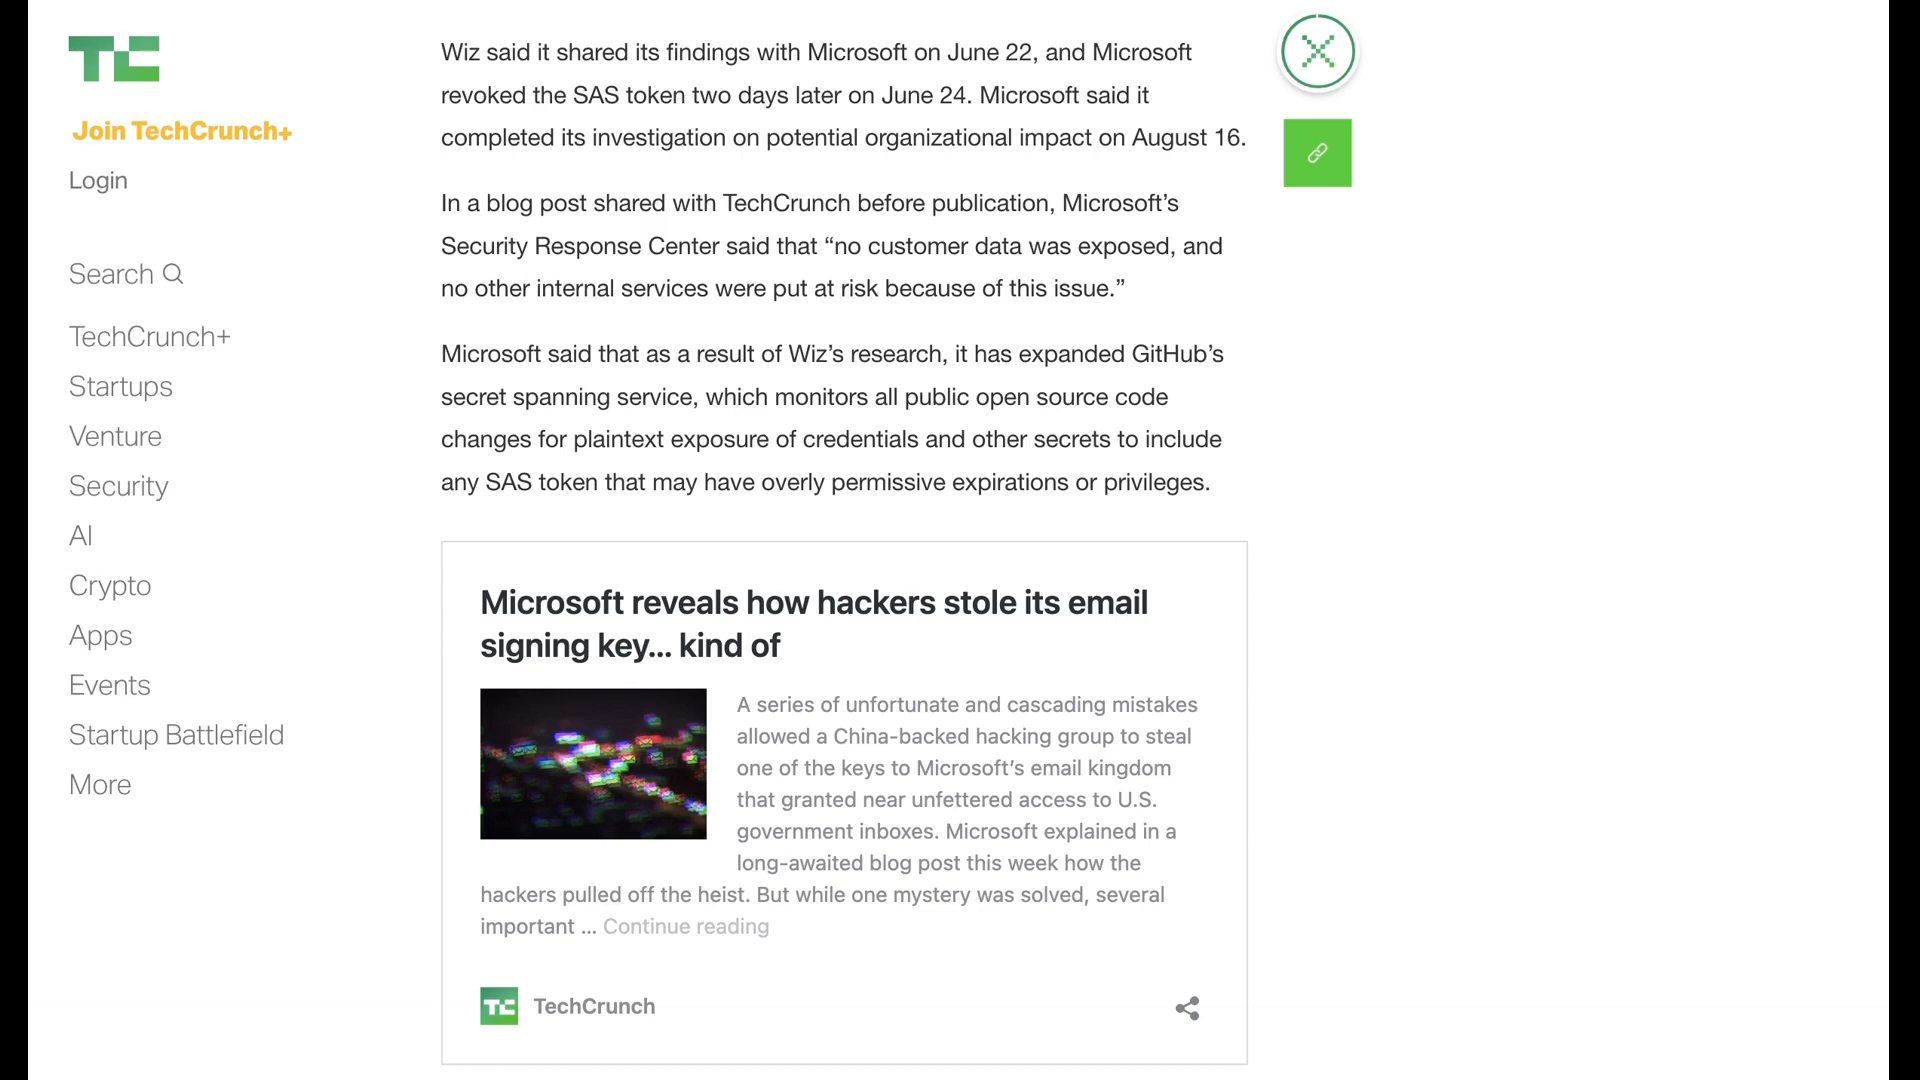 TC
Join TechCrunch+
Login
Search
TechCrunch+
Startups
Venture
Security
AI
Crypto
Apps
Events
Startup Battlefield
More
Wiz said it shared its findings with Microsoft on June 22, and Microsoft
revoked the SAS token two days later on June 24. Microsoft said it
completed its investigation on potential organizational impact on August 16.
In a blog post shared with TechCrunch before publication, Microsoft’s
Security Response Center said that “no customer data was exposed, and
no other internal services were put at risk because of this issue.”
Microsoft said that as a result of Wiz’s research, it has expanded GitHub’s
secret spanning service, which monitors all public open source code
changes for plaintext exposure of credentials and other secrets to include
any SAS token that may have overly permissive expirations or privileges.
Microsoft reveals how hackers stole its email
signing key... kind of
A series of unfortunate and cascading mistakes
allowed a China-backed hacking group to steal
one of the keys to Microsoft’s email kingdom
that granted near unfettered access to U.S.
government inboxes. Microsoft explained in a
long-awaited blog post this week how the
hackers pulled off the heist. But while one mystery was solved, several
important ... Continue reading
TC TechCrunch